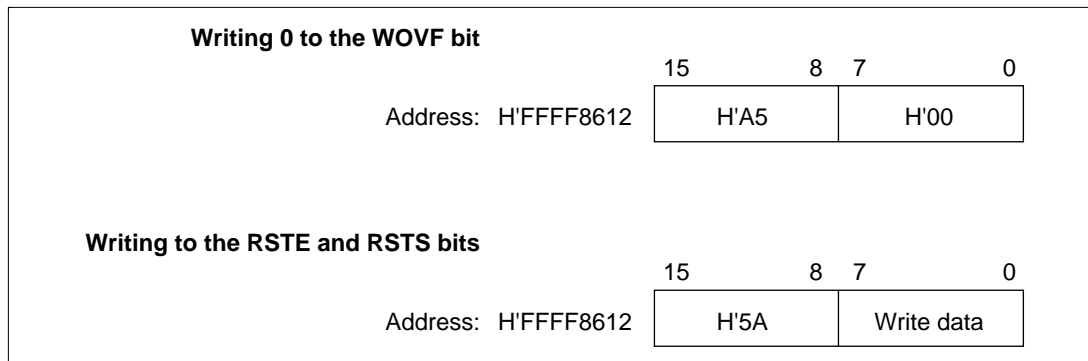 Writing 0 to the WOVF bit
15 8 7 0
Address: H'FFFF8612 H'A5 H'00
Writing to the RSTE and RSTS bits
15 8 7 0
Address: H'FFFF8612 H'5A Write data